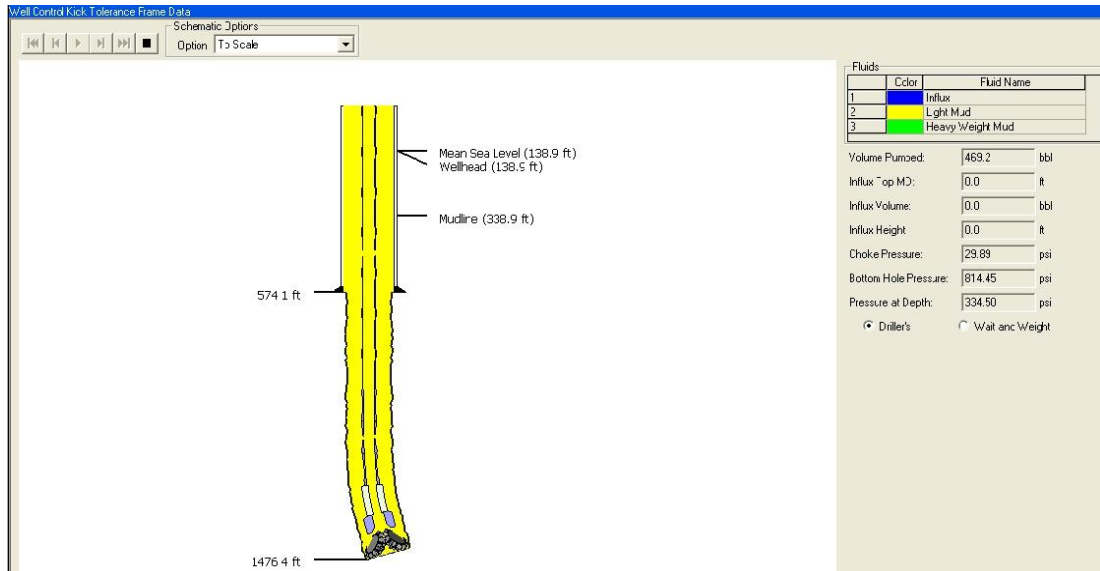 Well Control Kick Tolerance Frame Data
Schematic Options
Option To Scale
Mean Sea Level (138.9 ft)
Wellhead (138.9 ft)
Mudline (338.9 ft)
574.1 ft
1476.4 ft
Fluids
Color Fluid Name
1 Influx
2 Light Mud
3 Heavy Weight Mud
Volume Pumped: 469.2 bbl
Influx Top MD: 0.0 ft
Influx Volume: 0.0 bbl
Influx Height 0.0 ft
Choke Pressure: 29.89 psi
Bottom Hole Pressure: 814.45 psi
Pressure at Depth: 334.50 psi
Driller's Wait and Weight